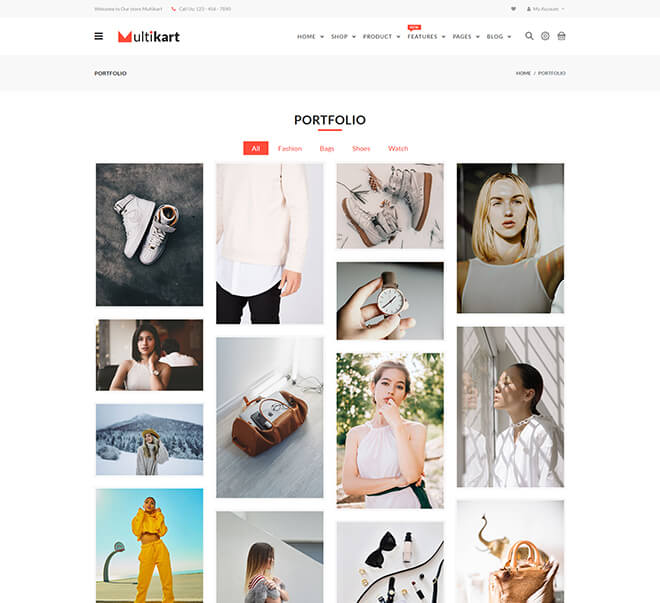 Welcome to Our store Multikart
Call Us: 123 - 456 - 7890
My Account
Multikart
HOME
SHOP
PRODUCT
NEW
FEATURES
PAGES
BLOG
PORTFOLIO
HOME / PORTFOLIO
PORTFOLIO
All
Fashion
Bags
Shoes
Watch